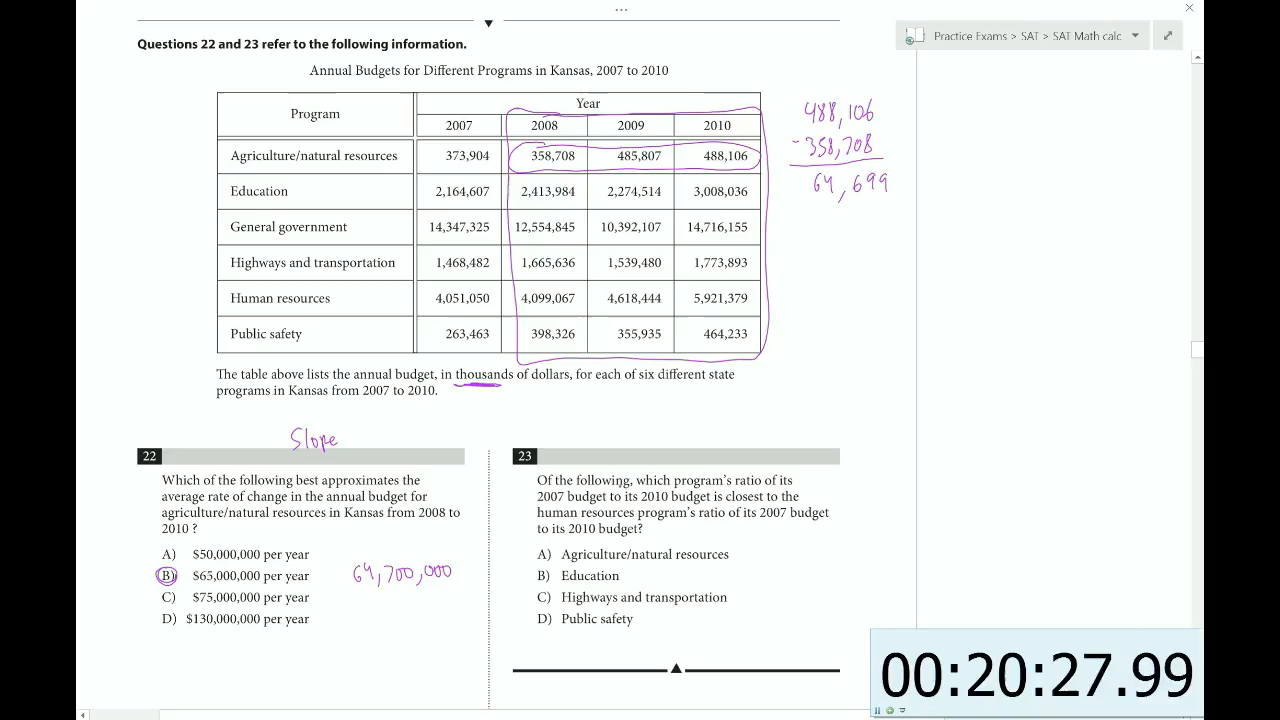 Practice Exams > SAT > SAT Math calc
Questions 22 and 23 refer to the following information.
Annual Budgets for Different Programs in Kansas, 2007 to 2010
Program Year
2007 2008 2009 2010
Agriculture/natural resources 373,904 358,708 485,807 488,106
Education 2,164,607 2,413,984 2,274,514 3,008,036
General government 14,347,325 12,554,845 10,392,107 14,716,155
Highways and transportation 1,468,482 1,665,636 1,539,480 1,773,893
Human resources 4,051,050 4,099,067 4,618,444 5,921,379
Public safety 263,463 398,326 355,935 464,233
488,106
-358,708
64,699
The table above lists the annual budget, in thousands of dollars, for each of six different state
programs in Kansas from 2007 to 2010.
Slope
22
Which of the following best approximates the
average rate of change in the annual budget for
agriculture/natural resources in Kansas from 2008 to
2010 ?
A) $50,000,000 per year
B) $65,000,000 per year 64,700,000
C) $75,000,000 per year
D) $130,000,000 per year
23
Of the following, which program's ratio of its
2007 budget to its 2010 budget is closest to the
human resources program's ratio of its 2007 budget
to its 2010 budget?
A) Agriculture/natural resources
B) Education
C) Highways and transportation
D) Public safety
00:20:27.99